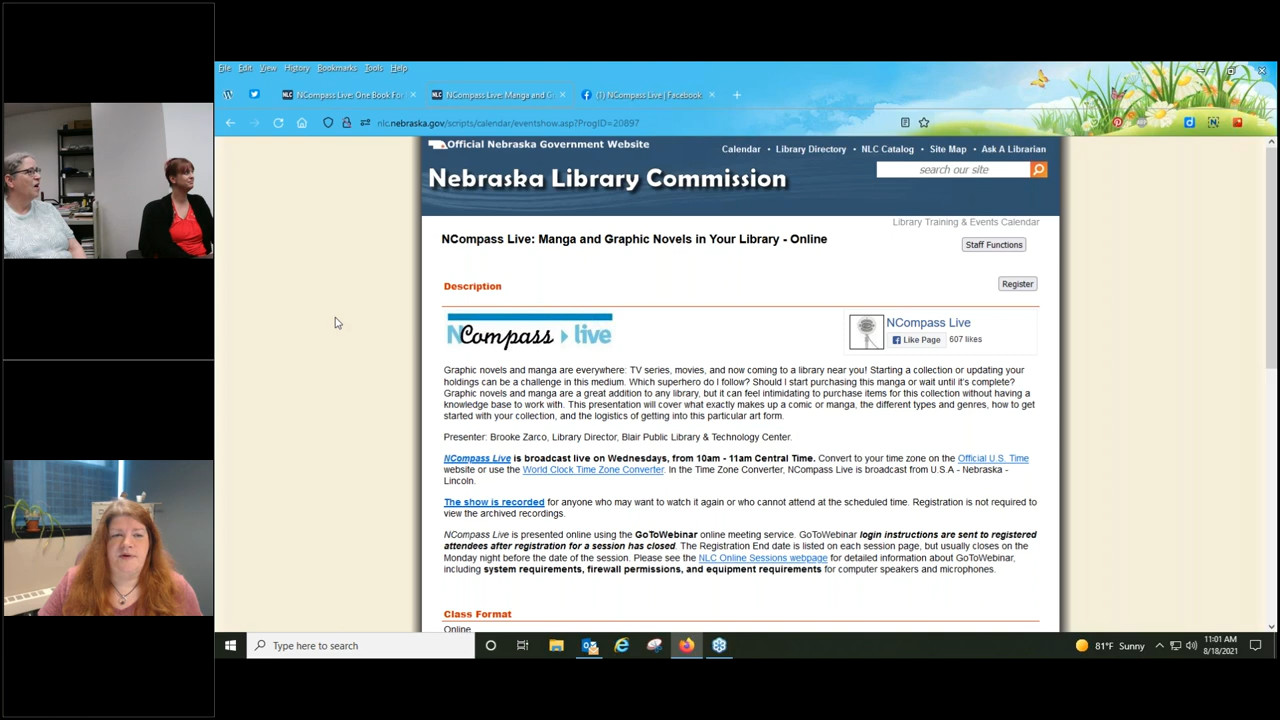 File Edit View History Bookmarks Tools Help
NLC NCompass Live: One Book For
NLC NCompass Live: Manga and G
(1) NCompass Live | Facebook
nlc.nebraska.gov/scripts/calendar/eventshow.asp?ProgID=20897
Official Nebraska Government Website
Calendar • Library Directory • NLC Catalog • Site Map • Ask A Librarian
Nebraska Library Commission
search our site
Library Training & Events Calendar
NCompass Live: Manga and Graphic Novels in Your Library - Online
Staff Functions
Description
Register
NCompass live
NCompass Live
Like Page 607 likes
Graphic novels and manga are everywhere: TV series, movies, and now coming to a library near you! Starting a collection or updating your
holdings can be a challenge in this medium. Which superhero do I follow? Should I start purchasing this manga or wait until it's complete?
Graphic novels and manga are a great addition to any library, but it can feel intimidating to purchase items for this collection without having a
knowledge base to work with. This presentation will cover what exactly makes up a comic or manga, the different types and genres, how to get
started with your collection, and the logistics of getting into this particular art form.
Presenter: Brooke Zarco, Library Director, Blair Public Library & Technology Center.
NCompass Live is broadcast live on Wednesdays, from 10am - 11am Central Time. Convert to your time zone on the Official U.S. Time
website or use the World Clock Time Zone Converter. In the Time Zone Converter, NCompass Live is broadcast from U.S.A - Nebraska -
Lincoln.
The show is recorded for anyone who may want to watch it again or who cannot attend at the scheduled time. Registration is not required to
view the archived recordings.
NCompass Live is presented online using the GoToWebinar online meeting service. GoToWebinar login instructions are sent to registered
attendees after registration for a session has closed. The Registration End date is listed on each session page, but usually closes on the
Monday night before the date of the session. Please see the NLC Online Sessions webpage for detailed information about GoToWebinar,
including system requirements, firewall permissions, and equipment requirements for computer speakers and microphones.
Class Format
Online
Type here to search
81°F Sunny
11:01 AM
8/18/2021